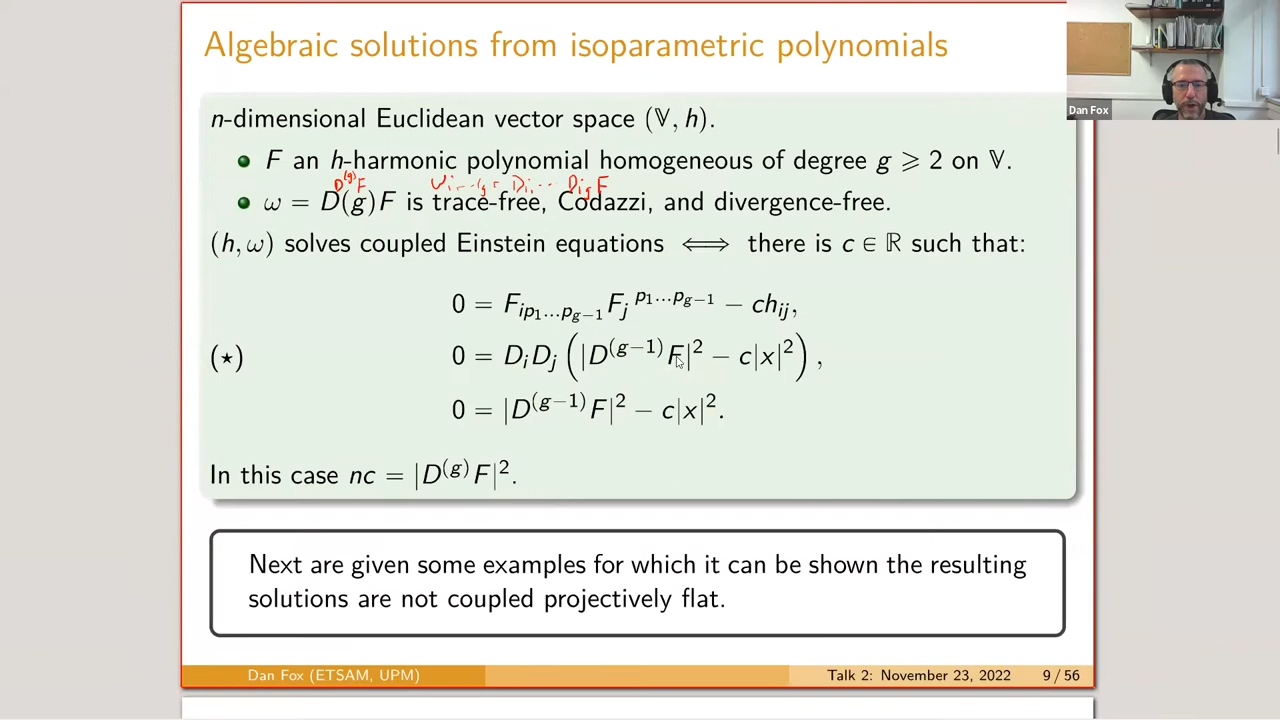 Algebraic solutions from isoparametric polynomials
Dan Fox
n-dimensional Euclidean vector space (𝕍, h).
F an h-harmonic polynomial homogeneous of degree g ⩾ 2 on 𝕍.
D^(g) F
ω = D(g)F is trace-free, Codazzi, and divergence-free.
(h, ω) solves coupled Einstein equations ⟺ there is c ∈ ℝ such that:
0 = F_{ip_1…p_{g−1}} F_j^{p_1…p_{g−1}} − ch_{ij},
(⋆) 0 = D_i D_j (|D^{(g−1)}F|^2 − c|x|^2),
0 = |D^{(g−1)}F|^2 − c|x|^2.
In this case nc = |D^{(g)}F|^2.
Next are given some examples for which it can be shown the resulting
solutions are not coupled projectively flat.
Dan Fox (ETSAM, UPM) Talk 2: November 23, 2022 9 / 56